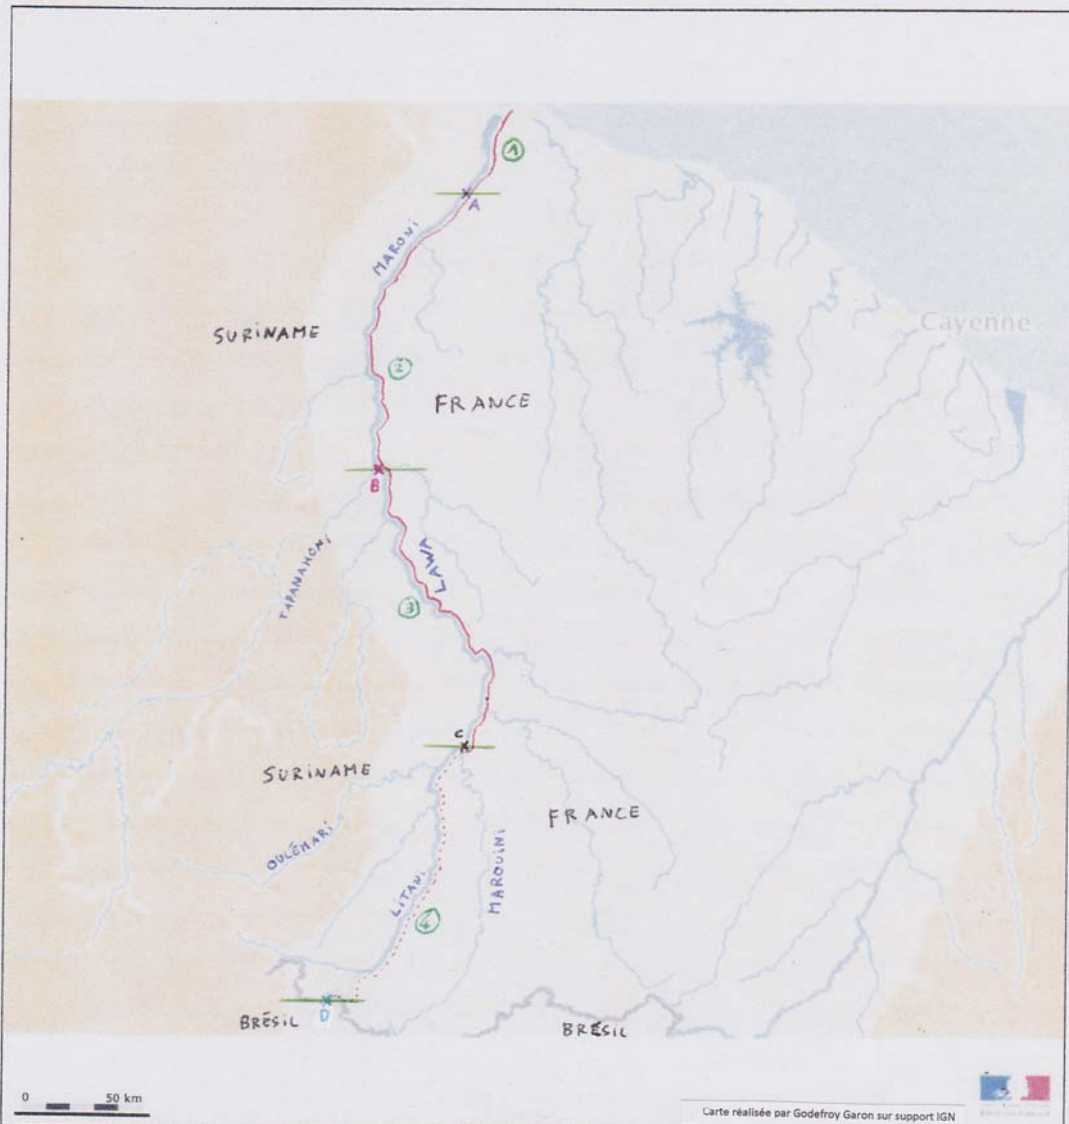 ①
A
MARONI
SURINAME
Cayenne
②
FRANCE
B
TAPANAHONI
LAWA
③
C
SURINAME
FRANCE
OULÉMARI
LITANI
MAROUINI
④
D
BRÉSIL
BRÉSIL
0 50 km
Carte réalisée par Godefroy Garon sur support IGN